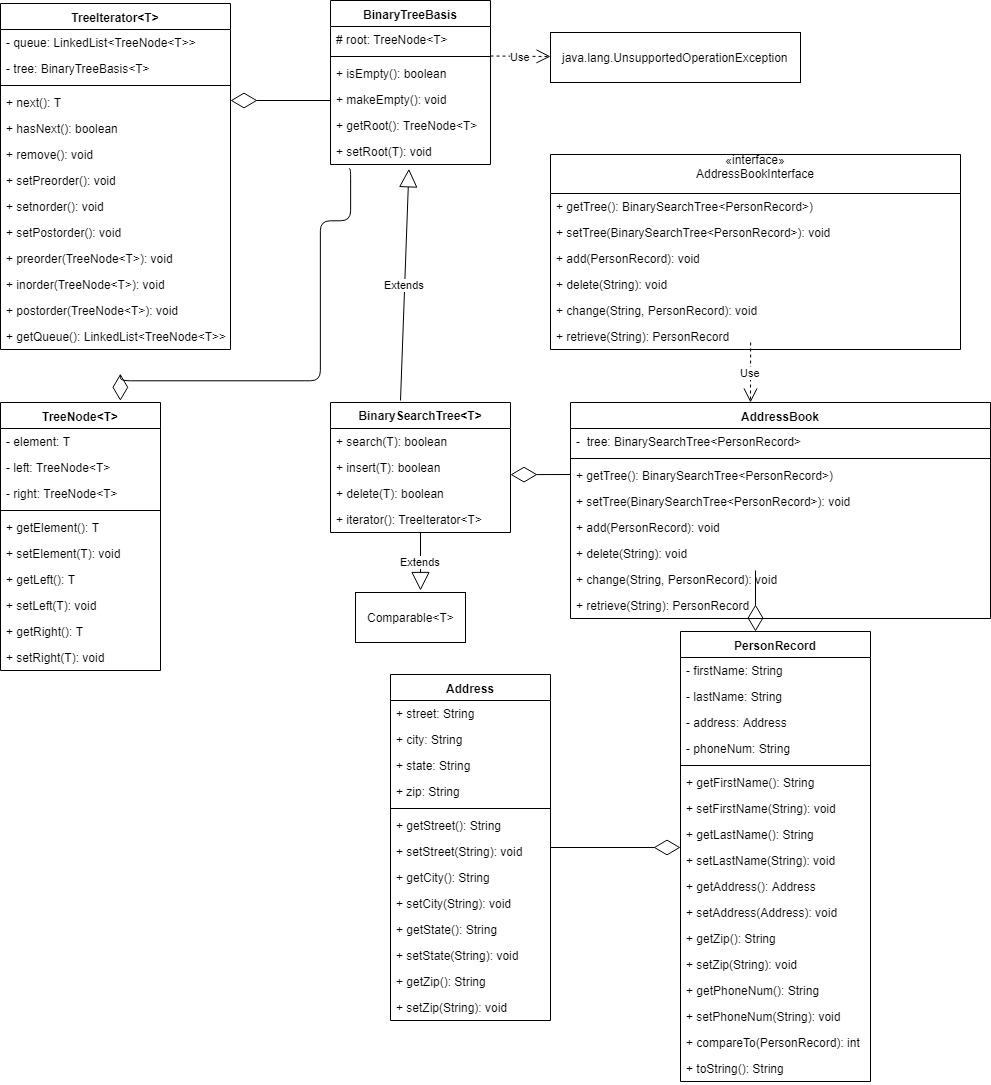 TreeIterator<T>
- queue: LinkedList<TreeNode<T>>
- tree: BinaryTreeBasis<T>
+ next(): T
+ hasNext(): boolean
+ remove(): void
+ setPreorder(): void
+ setnorder(): void
+ setPostorder(): void
+ preorder(TreeNode<T>): void
+ inorder(TreeNode<T>): void
+ postorder(TreeNode<T>): void
+ getQueue(): LinkedList<TreeNode<T>>
BinaryTreeBasis
# root: TreeNode<T>
+ isEmpty(): boolean
+ makeEmpty(): void
+ getRoot(): TreeNode<T>
+ setRoot(T): void
Use
java.lang.UnsupportedOperationException
«interface»
AddressBookInterface
+ getTree(): BinarySearchTree<PersonRecord>)
+ setTree(BinarySearchTree<PersonRecord>): void
+ add(PersonRecord): void
+ delete(String): void
+ change(String, PersonRecord): void
+ retrieve(String): PersonRecord
Extends
Use
TreeNode<T>
- element: T
- left: TreeNode<T>
- right: TreeNode<T>
+ getElement(): T
+ setElement(T): void
+ getLeft(): T
+ setLeft(T): void
+ getRight(): T
+ setRight(T): void
BinarySearchTree<T>
+ search(T): boolean
+ insert(T): boolean
+ delete(T): boolean
+ iterator(): TreeIterator<T>
Extends
Comparable<T>
AddressBook
- tree: BinarySearchTree<PersonRecord>
+ getTree(): BinarySearchTree<PersonRecord>)
+ setTree(BinarySearchTree<PersonRecord>): void
+ add(PersonRecord): void
+ delete(String): void
+ change(String, PersonRecord): void
+ retrieve(String): PersonRecord
Address
+ street: String
+ city: String
+ state: String
+ zip: String
+ getStreet(): String
+ setStreet(String): void
+ getCity(): String
+ setCity(String): void
+ getState(): String
+ setState(String): void
+ getZip(): String
+ setZip(String): void
PersonRecord
- firstName: String
- lastName: String
- address: Address
- phoneNum: String
+ getFirstName(): String
+ setFirstName(String): void
+ getLastName(): String
+ setLastName(String): void
+ getAddress(): Address
+ setAddress(Address): void
+ getZip(): String
+ setZip(String): void
+ getPhoneNum(): String
+ setPhoneNum(String): void
+ compareTo(PersonRecord): int
+ toString(): String